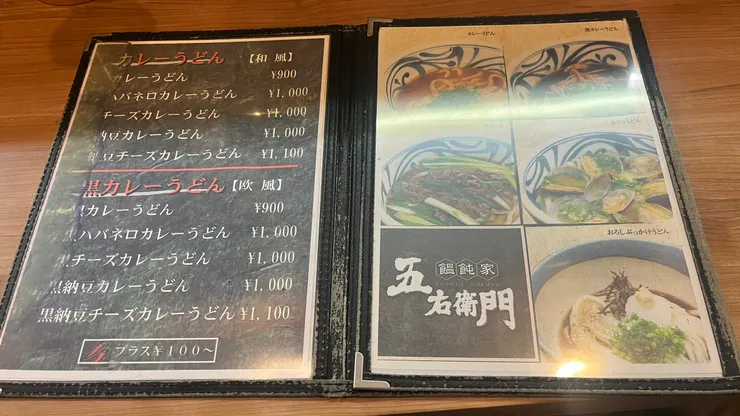 カレーうどん【和 風】
カレーうどん ¥900
ハバネロカレーうどん ¥1,000
チーズカレーうどん ¥1,000
納豆カレーうどん ¥1,000
納豆チーズカレーうどん ¥1,100
黒カレーうどん【欧 風】
黒カレーうどん ¥900
黒ハバネロカレーうどん ¥1,000
黒チーズカレーうどん ¥1,000
黒納豆カレーうどん ¥1,000
黒納豆チーズカレーうどん ¥1,100
プラス¥100～
カレーうどん
黒カレーうどん
おろしぶっかけうどん
饂飩家
五右衛門